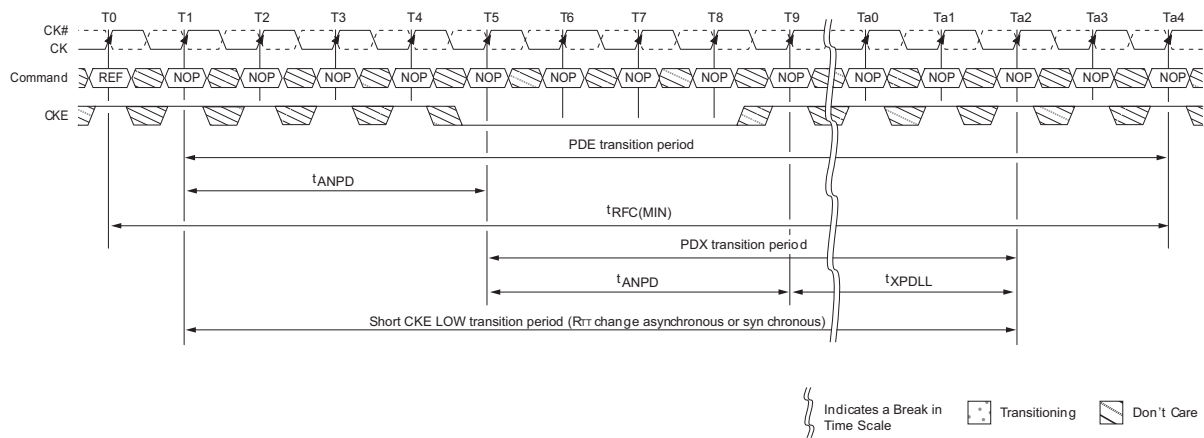 T0 T1 T2 T3 T4 T5 T6 T7 T8 T9 Ta0 Ta1 Ta2 Ta3 Ta4
CK#
CK
Command REF NOP NOP NOP NOP NOP NOP NOP NOP NOP NOP NOP NOP NOP NOP
CKE
PDE transition period
tANPD
tRFC(MIN)
PDX transition period
tANPD tXPDLL
Short CKE LOW transition period (RTT change asynchronous or syn chronous)
Indicates a Break in
Time Scale
Transitioning
Don't Care